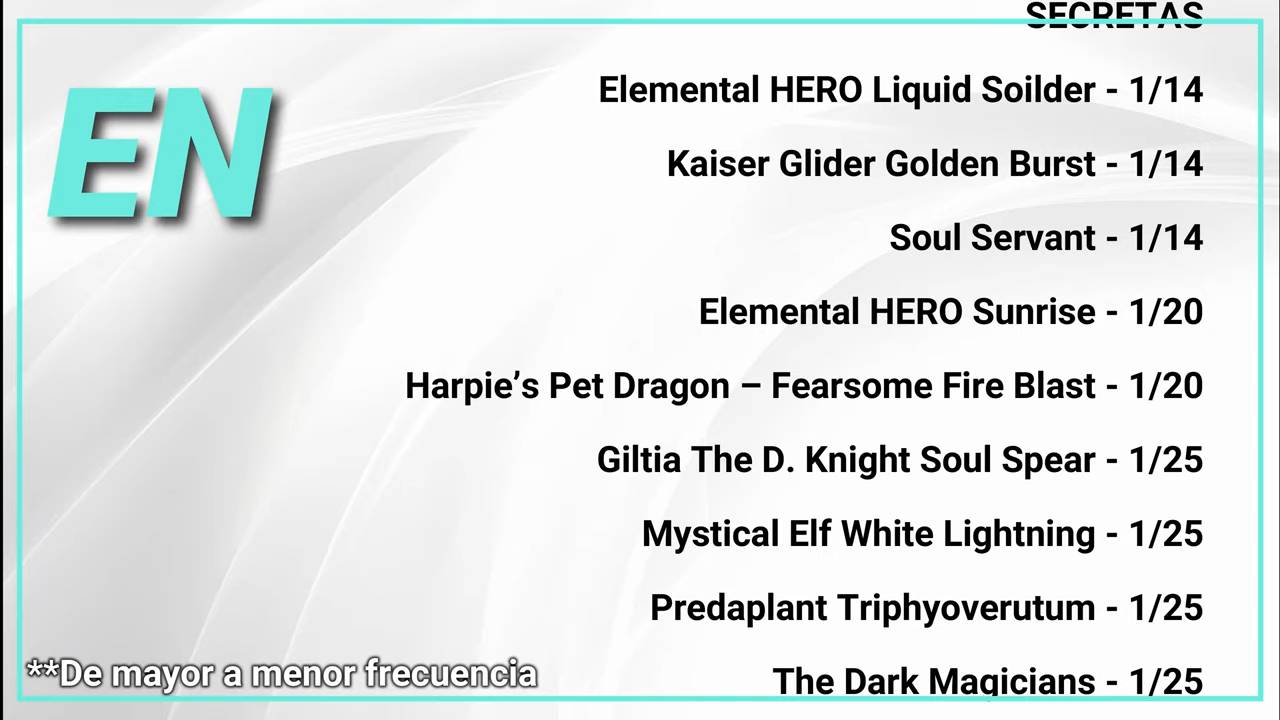 SECRETAS
EN
Elemental HERO Liquid Soilder - 1/14
Kaiser Glider Golden Burst - 1/14
Soul Servant - 1/14
Elemental HERO Sunrise - 1/20
Harpie’s Pet Dragon – Fearsome Fire Blast - 1/20
Giltia The D. Knight Soul Spear - 1/25
Mystical Elf White Lightning - 1/25
Predaplant Triphyoverutum - 1/25
The Dark Magicians - 1/25
**De mayor a menor frecuencia